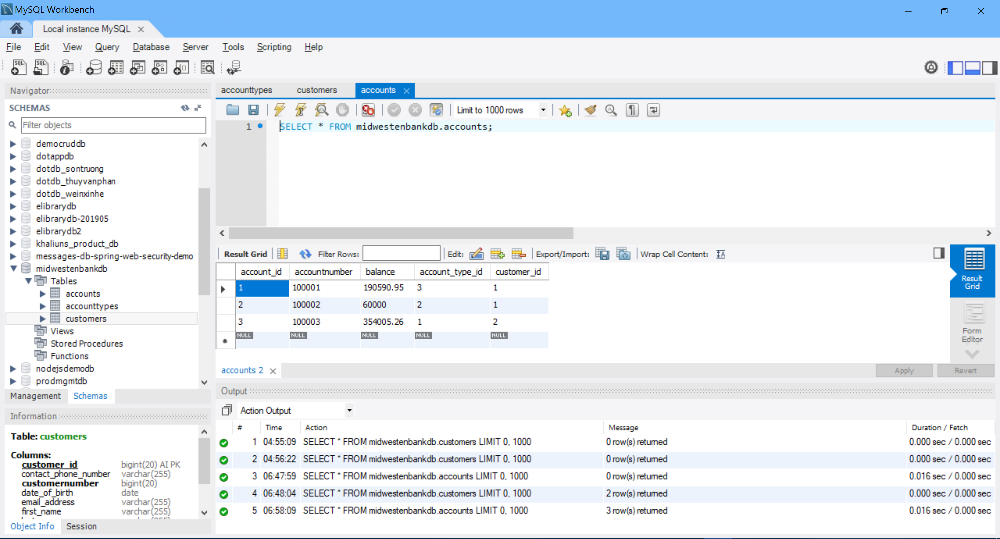 MySQL Workbench
Local instance MySQL
File Edit View Query Database Server Tools Scripting Help
Navigator
SCHEMAS
Filter objects
democruddb
dotappdb
dotdb_sontruong
dotdb_thuyvanphan
dotdb_weinxinhe
elibrarydb
elibrarydb-201905
elibrarydb2
khaliuns_product_db
messages-db-spring-web-security-demo
midwestenbankdb
Tables
accounts
accounttypes
customers
Views
Stored Procedures
Functions
nodejsdemodb
prodmgmtdb
Management Schemas
Information
Table: customers
Columns:
customer_id bigint(20) AI PK
contact_phone_number varchar(255)
customernumber bigint(20)
date_of_birth date
email_address varchar(255)
first_name varchar(255)
Object Info Session
accounttypes customers accounts
Limit to 1000 rows
1 SELECT * FROM midwestenbankdb.accounts;
Result Grid Filter Rows: Edit: Export/Import: Wrap Cell Content:
account_id accountnumber balance account_type_id customer_id
1 100001 190590.95 3 1
2 100002 60000 2 1
3 100003 354005.26 1 2
NULL NULL NULL NULL NULL
Result
Grid
Form
Editor
accounts 2 Apply Revert
Output
Action Output
# Time Action Message Duration / Fetch
1 04:55:09 SELECT * FROM midwestenbankdb.customers LIMIT 0, 1000 0 row(s) returned 0.000 sec / 0.000 sec
2 04:56:22 SELECT * FROM midwestenbankdb.customers LIMIT 0, 1000 0 row(s) returned 0.000 sec / 0.000 sec
3 06:47:59 SELECT * FROM midwestenbankdb.accounts LIMIT 0, 1000 0 row(s) returned 0.016 sec / 0.000 sec
4 06:48:04 SELECT * FROM midwestenbankdb.customers LIMIT 0, 1000 2 row(s) returned 0.000 sec / 0.000 sec
5 06:58:09 SELECT * FROM midwestenbankdb.accounts LIMIT 0, 1000 3 row(s) returned 0.016 sec / 0.000 sec